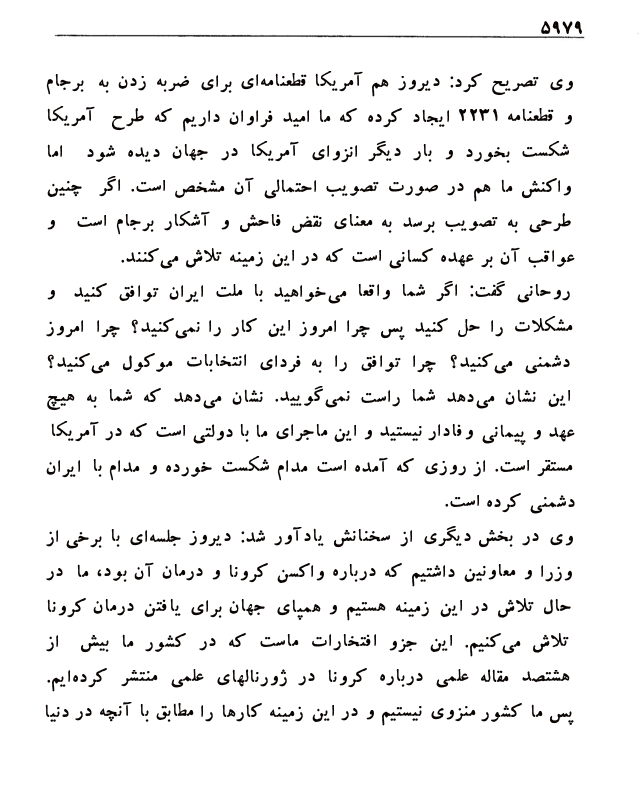 ۵۹۷۹
وی تصریح کرد: دیروز هم آمریکا قطعنامه‌ای برای ضربه زدن به برجام
و قطعنامه ۲۲۳۱ ایجاد کرده که ما امید فراوان داریم که طرح آمریکا
شکست بخورد و بار دیگر انزوای آمریکا در جهان دیده شود اما
واکنش ما هم در صورت تصویب احتمالی آن مشخص است. اگر چنین
طرحی به تصویب برسد به معنای نقض فاحش و آشکار برجام است و
عواقب آن بر عهده کسانی است که در این زمینه تلاش می‌کنند.
روحانی گفت: اگر شما واقعا می‌خواهید با ملت ایران توافق کنید و
مشکلات را حل کنید پس چرا امروز این کار را نمی‌کنید؟ چرا امروز
دشمنی می‌کنید؟ چرا توافق را به فردای انتخابات موکول می‌کنید؟
این نشان می‌دهد شما راست نمی‌گویید. نشان می‌دهد که شما به هیچ
عهد و پیمانی وفادار نیستید و این ماجرای ما با دولتی است که در آمریکا
مستقر است. از روزی که آمده است مدام شکست خورده و مدام با ایران
دشمنی کرده است.
وی در بخش دیگری از سخنانش یادآور شد: دیروز جلسه‌ای با برخی از
وزرا و معاونین داشتیم که درباره واکسن کرونا و درمان آن بود، ما در
حال تلاش در این زمینه هستیم و همپای جهان برای یافتن درمان کرونا
تلاش می‌کنیم. این جزو افتخارات ماست که در کشور ما بیش از
هشتصد مقاله علمی درباره کرونا در ژورنالهای علمی منتشر کرده‌ایم.
پس ما کشور منزوی نیستیم و در این زمینه کارها را مطابق با آنچه در دنیا